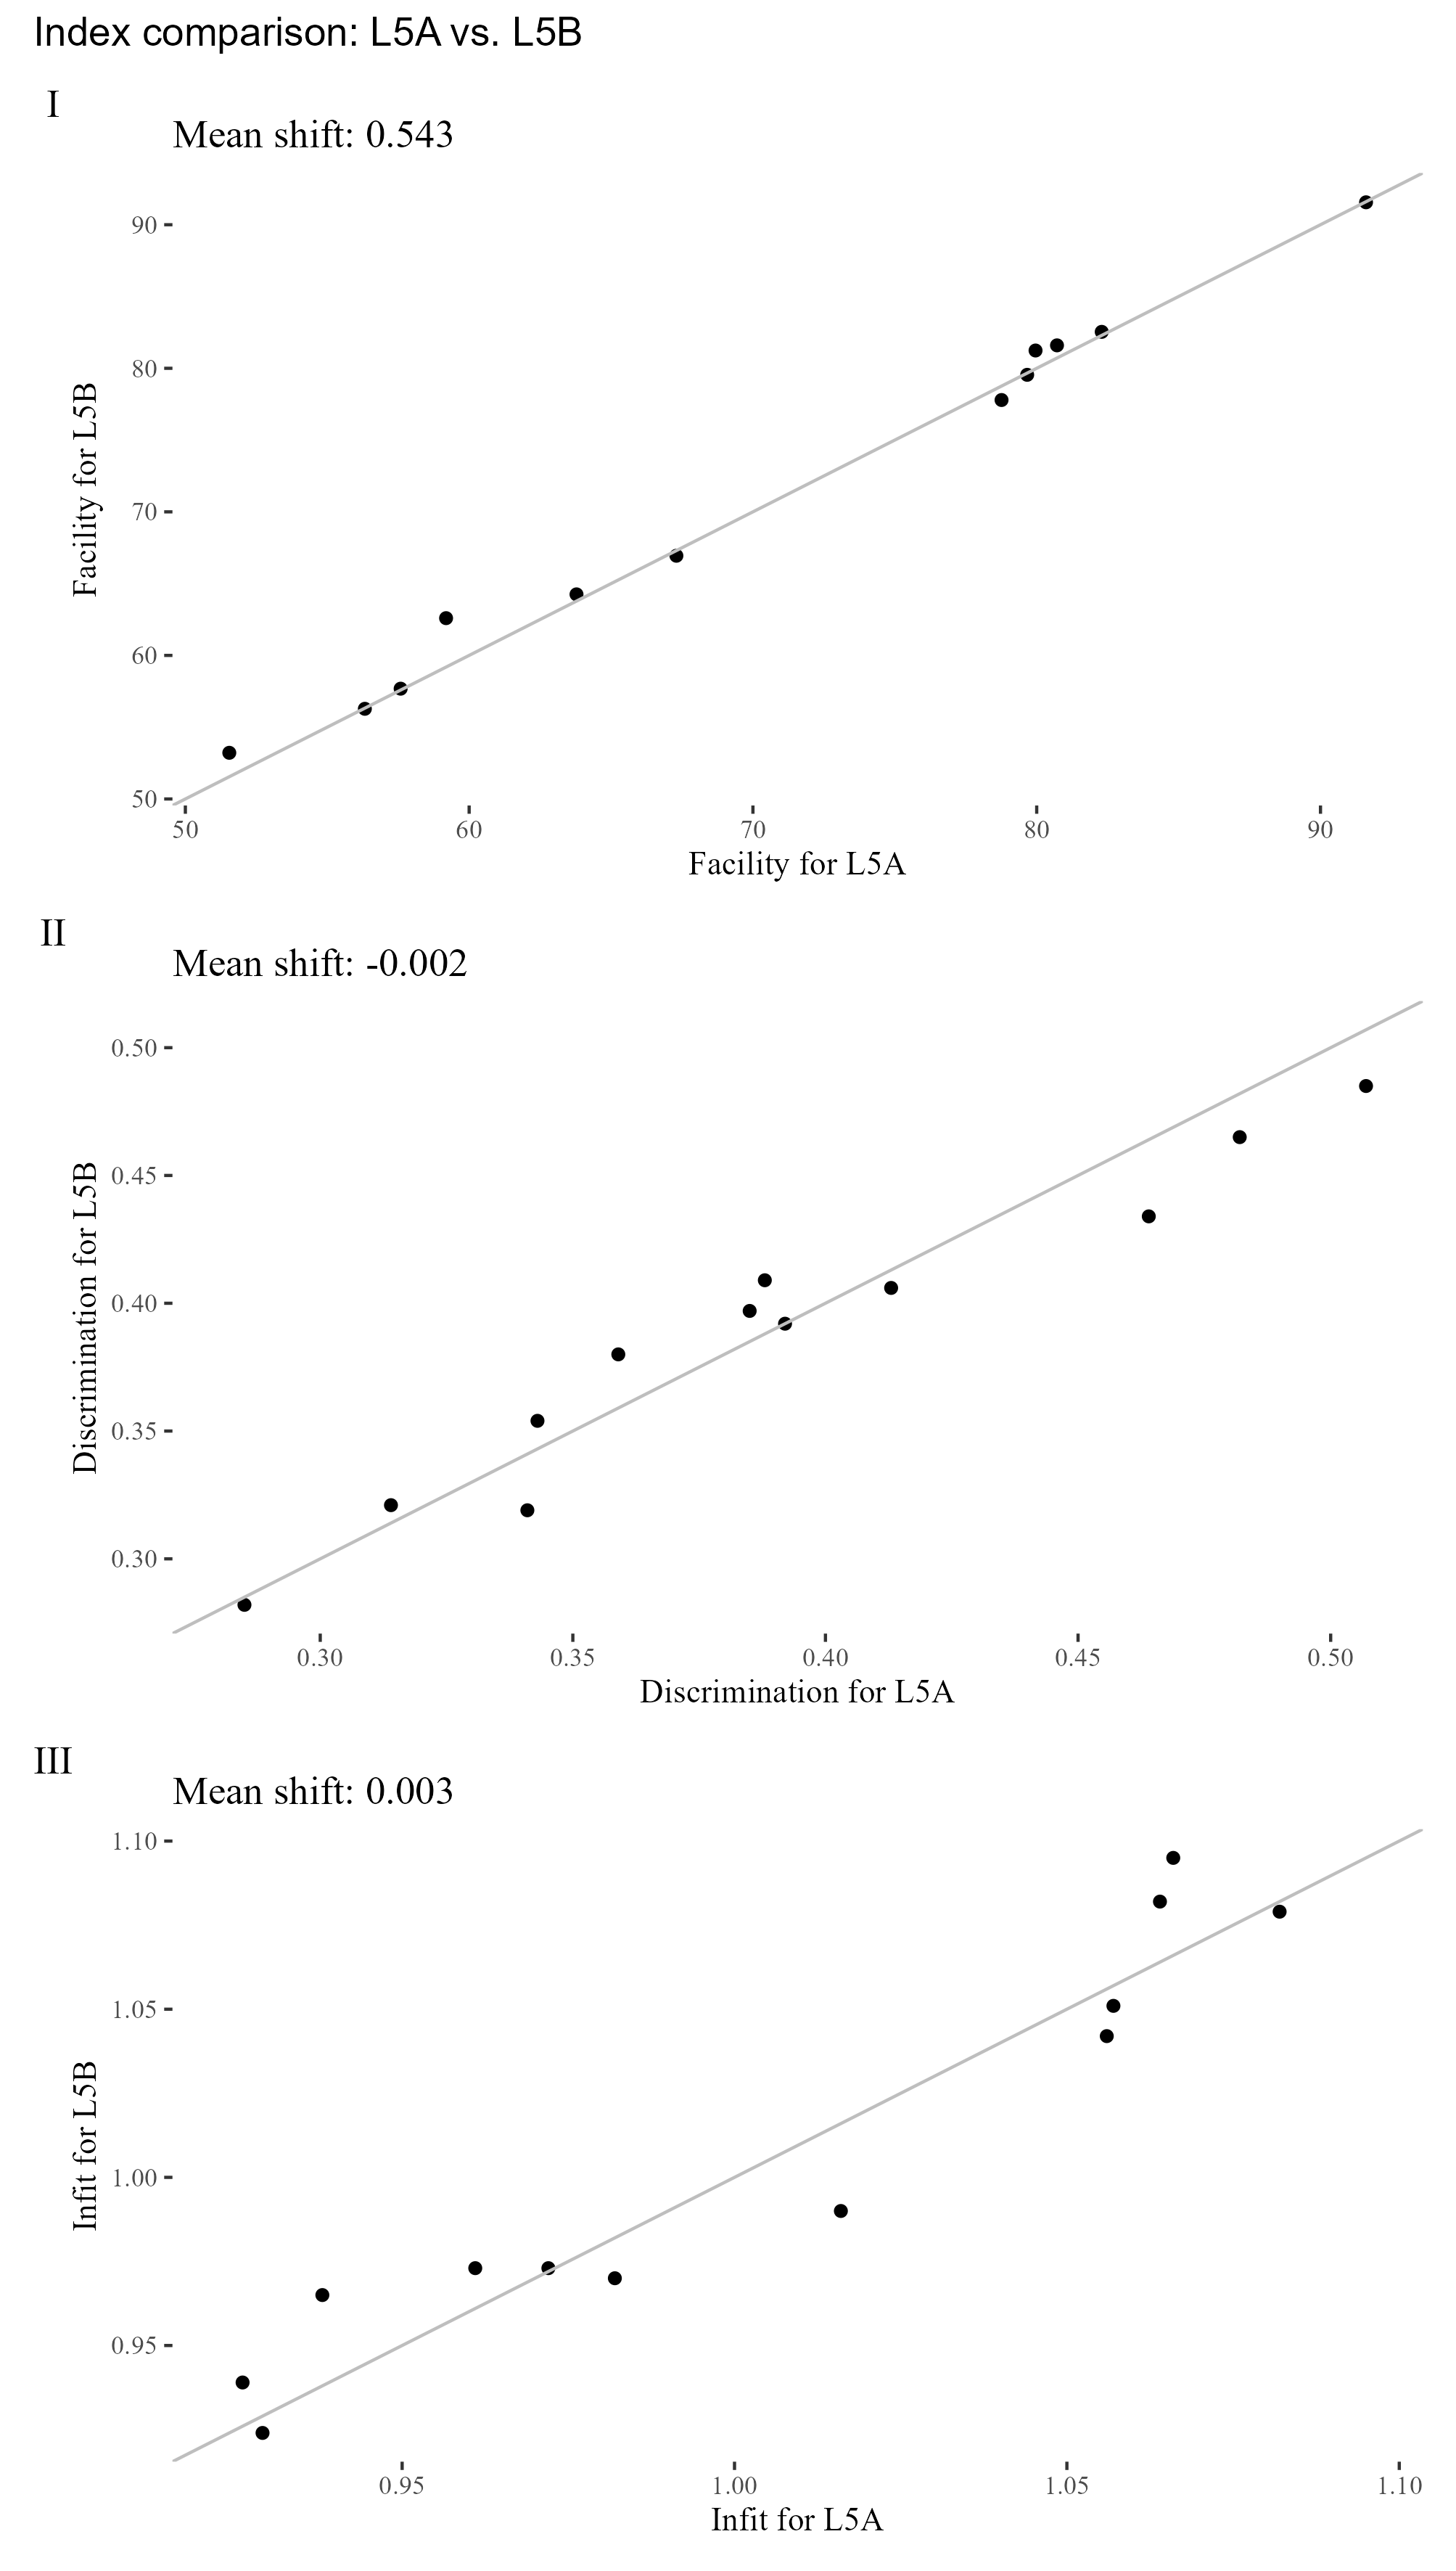 Index comparison: L5A vs. L5B
I
Mean shift: 0.543
90
80
70
60
50
Facility for L5B
50 60 70 80 90
Facility for L5A
II
Mean shift: -0.002
0.50
0.45
0.40
0.35
0.30
Discrimination for L5B
0.30 0.35 0.40 0.45 0.50
Discrimination for L5A
III
Mean shift: 0.003
1.10
1.05
1.00
0.95
Infit for L5B
0.95 1.00 1.05 1.10
Infit for L5A